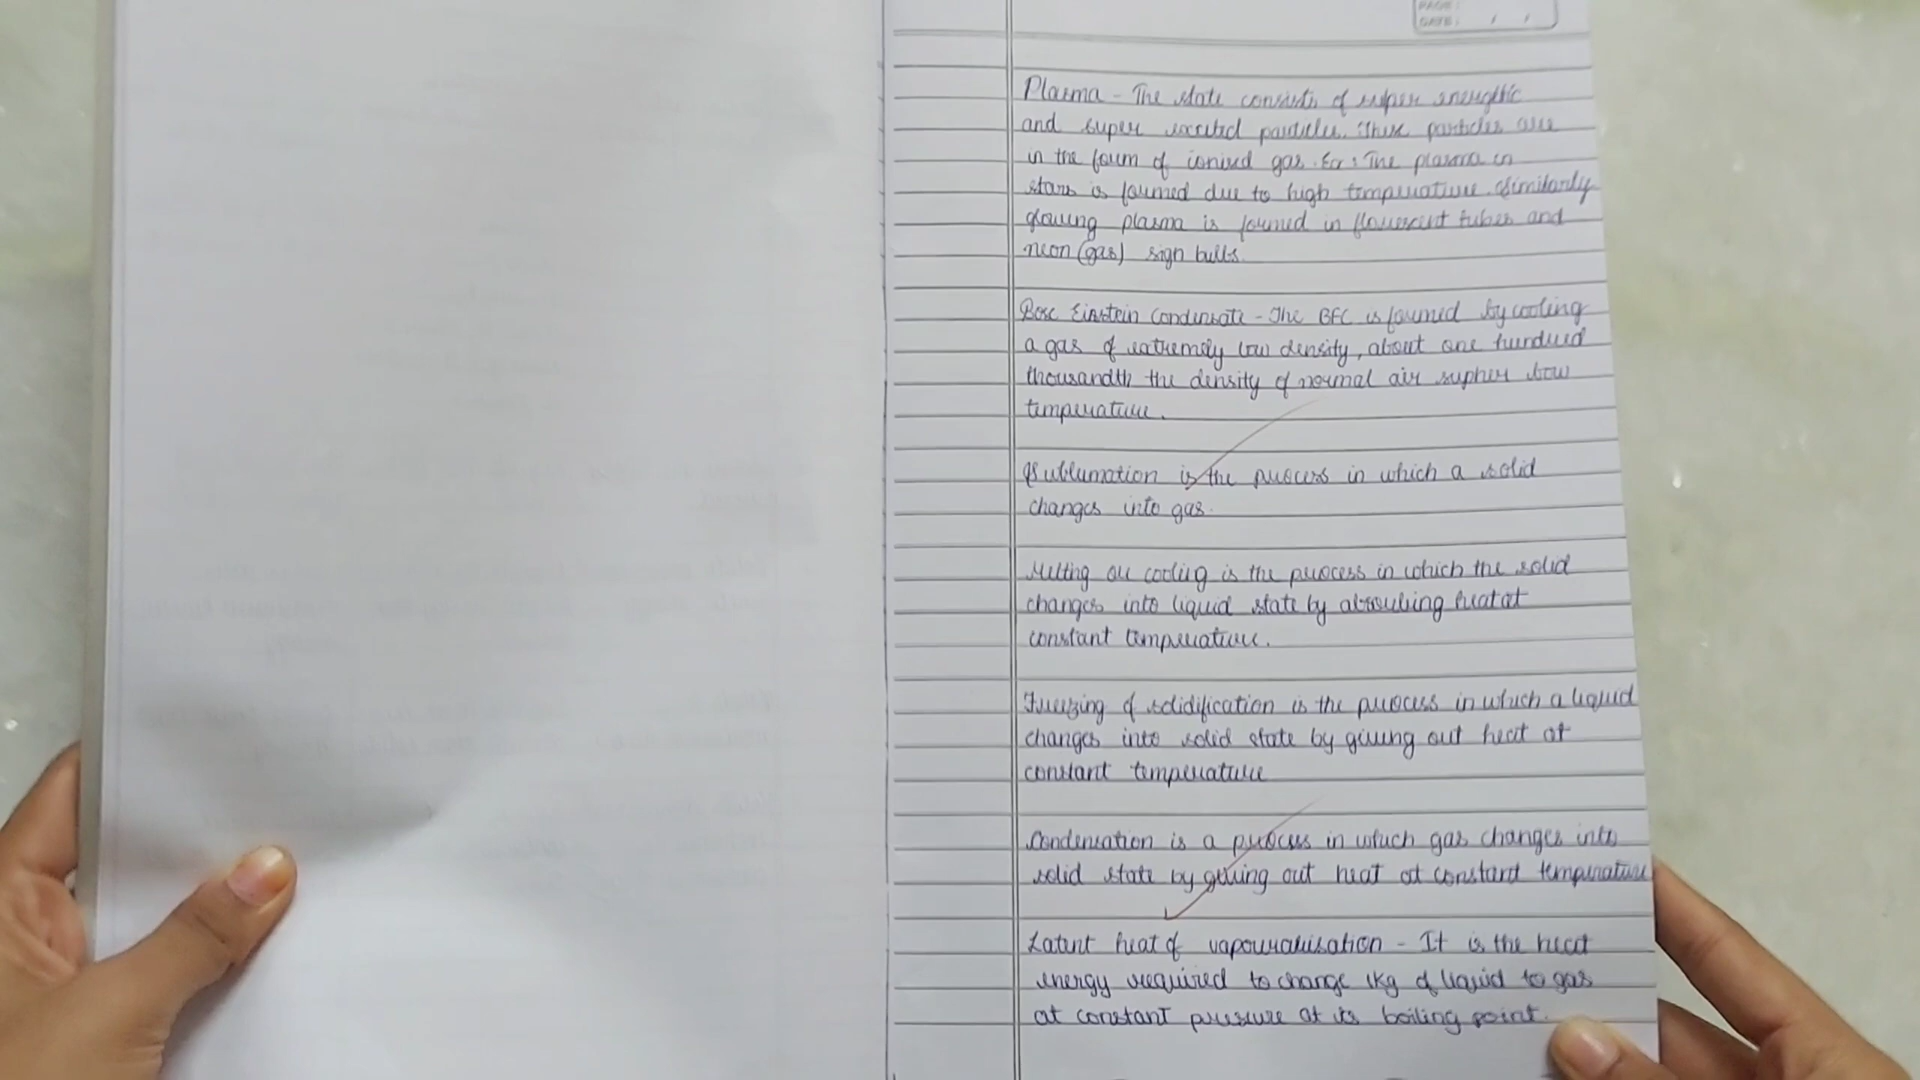 PAGE:
DATE: / /
Plasma - The state consists of super energetic
and super excited particles. These particles are
in the form of ionised gas. Ex: The plasma in
stars is formed due to high temperature. Similarly
glowing plasma is formed in flourescent tubes and
neon (gas) sign bulbs.
Bose Einstein Condensate - The BEC is formed by cooling
a gas of extremely low density, about one hundred
thousandth the density of normal air supher low
temperature.
Sublimation is the process in which a solid
changes into gas.
Melting or cooling is the process in which the solid
changes into liquid state by absorbing heat at
constant temperature.
Freezing of solidification is the process in which a liquid
changes into solid state by giving out heat at
constant temperature
Condensation is a process in which gas changes into
solid state by giving out heat at constant temperature
Latent heat of vapourarisation - It is the heat
energy required to change 1kg of liquid to gas
at constant pressure at its boiling point.